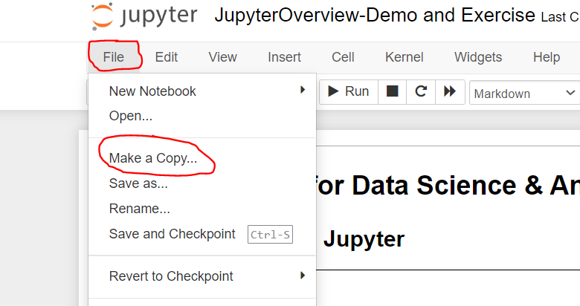 jupyter JupyterOverview-Demo and Exercise Last C
File Edit View Insert Cell Kernel Widgets Help
New Notebook
Run Markdown
Open...
Make a Copy...
Save as...
for Data Science & An
Rename...
Save and Checkpoint Ctrl-S
Jupyter
Revert to Checkpoint